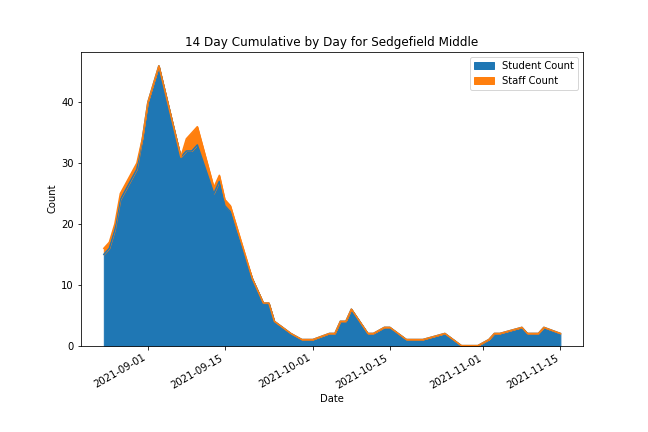 14 Day Cumulative by Day for Sedgefield Middle
Student Count
Staff Count
Count
40
30
20
10
0
2021-09-01
2021-09-15
2021-10-01
2021-10-15
2021-11-01
2021-11-15
Date